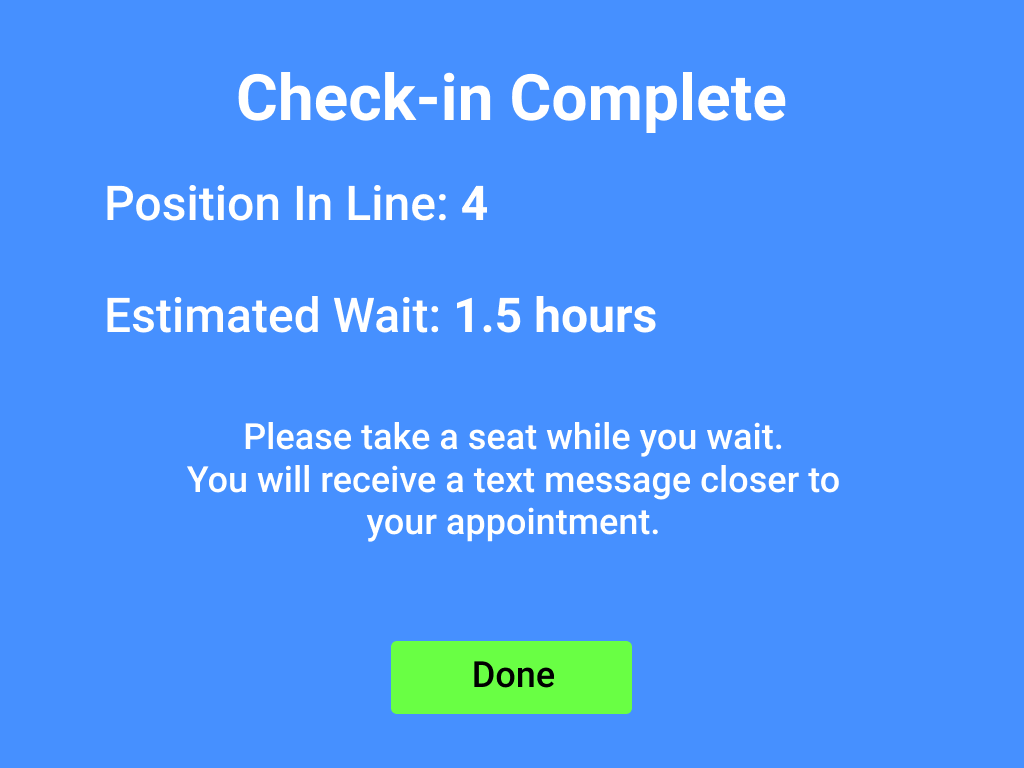 Check-in Complete
Position In Line: 4
Estimated Wait: 1.5 hours
Please take a seat while you wait.
You will receive a text message closer to
your appointment.
Done